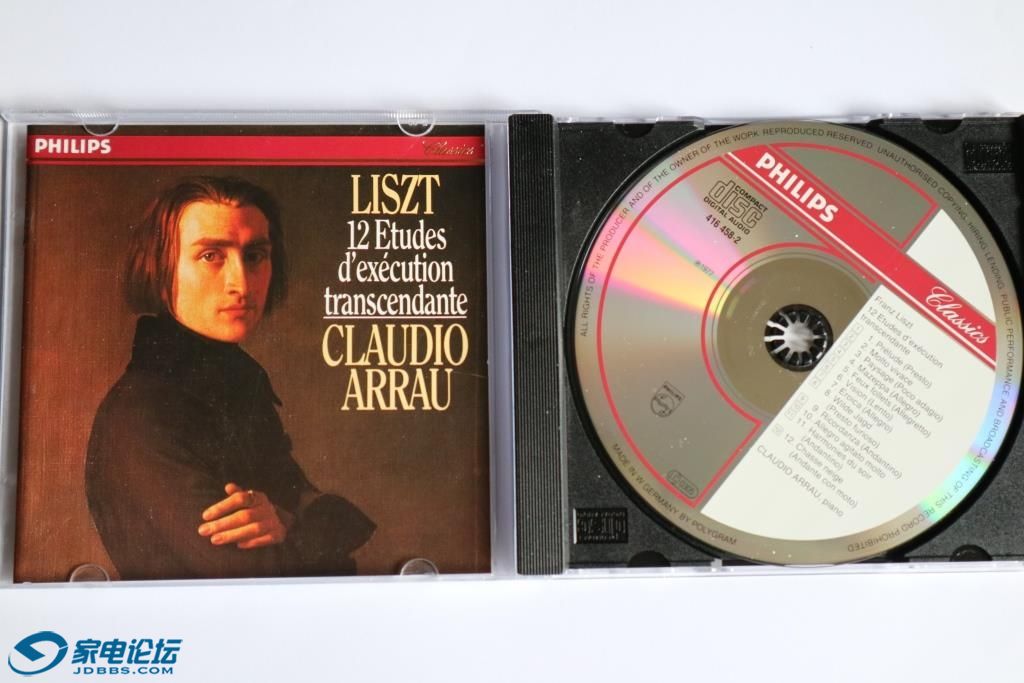 PHILIPS
Classics
LISZT
12 Etudes
d'exécution
transcendante
CLAUDIO
ARRAU
ALL RIGHTS OF THE PRODUCER AND OF THE OWNER OF THE WORK REPRODUCED RESERVED. UNAUTHORISED COPYING, HIRING, LENDING, PUBLIC PERFORMANCE AND BROADCASTING OF THIS RECORD PROHIBITED
PHILIPS
Classics
COMPACT
disc
DIGITAL AUDIO
416 458-2
℗ 1977
Franz Liszt
12 Etudes d'exécution
transcendante
1. Prélude (Presto)
2. Molto vivace
3. Paysage (Poco adagio)
4. Mazeppa (Allegro)
5. Feux follets (Allegretto)
6. Vision (Lento)
7. Eroica (Allegro)
8. Wilde Jagd
(Presto furioso)
9. Ricordanza (Andantino)
10. Allegro agitato molto
11. Harmonies du soir
(Andantino)
12. Chasse neige
(Andante con moto)
CLAUDIO ARRAU, piano
PHILIPS
MADE IN W. GERMANY BY POLYGRAM
家电论坛
JDBBS.COM